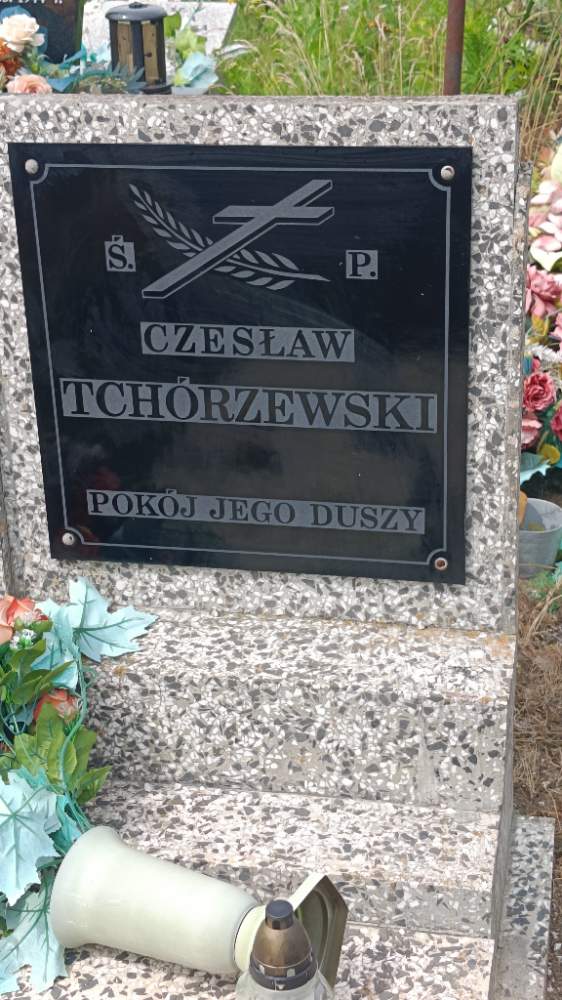 Ś. P.
CZESŁAW
TCHÓRZEWSKI
POKÓJ JEGO DUSZY